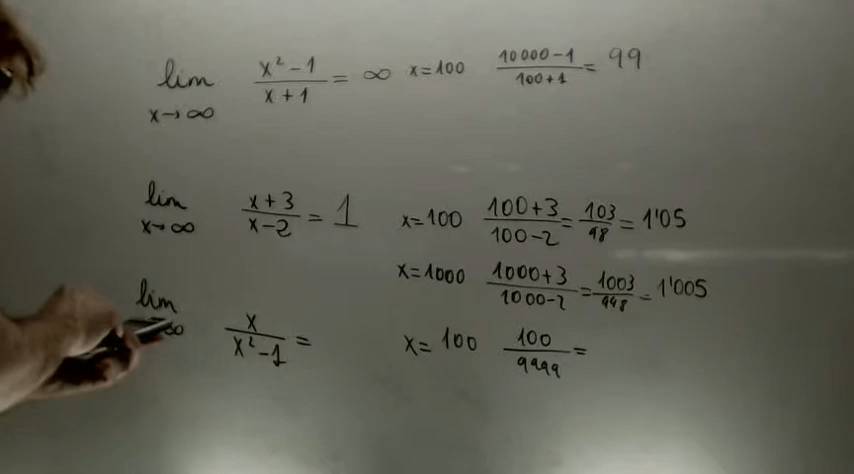 lim x→∞ x²-1/x+1 = ∞ x=100 10000-1/100+1 = 99
lim x→∞ x+3/x-2 = 1 x=100 100+3/100-2 = 103/98 = 1'05
x=1000 1000+3/1000-2 = 1003/998 = 1'005
lim ∞ x/x²-1 = x=100 100/9999 =